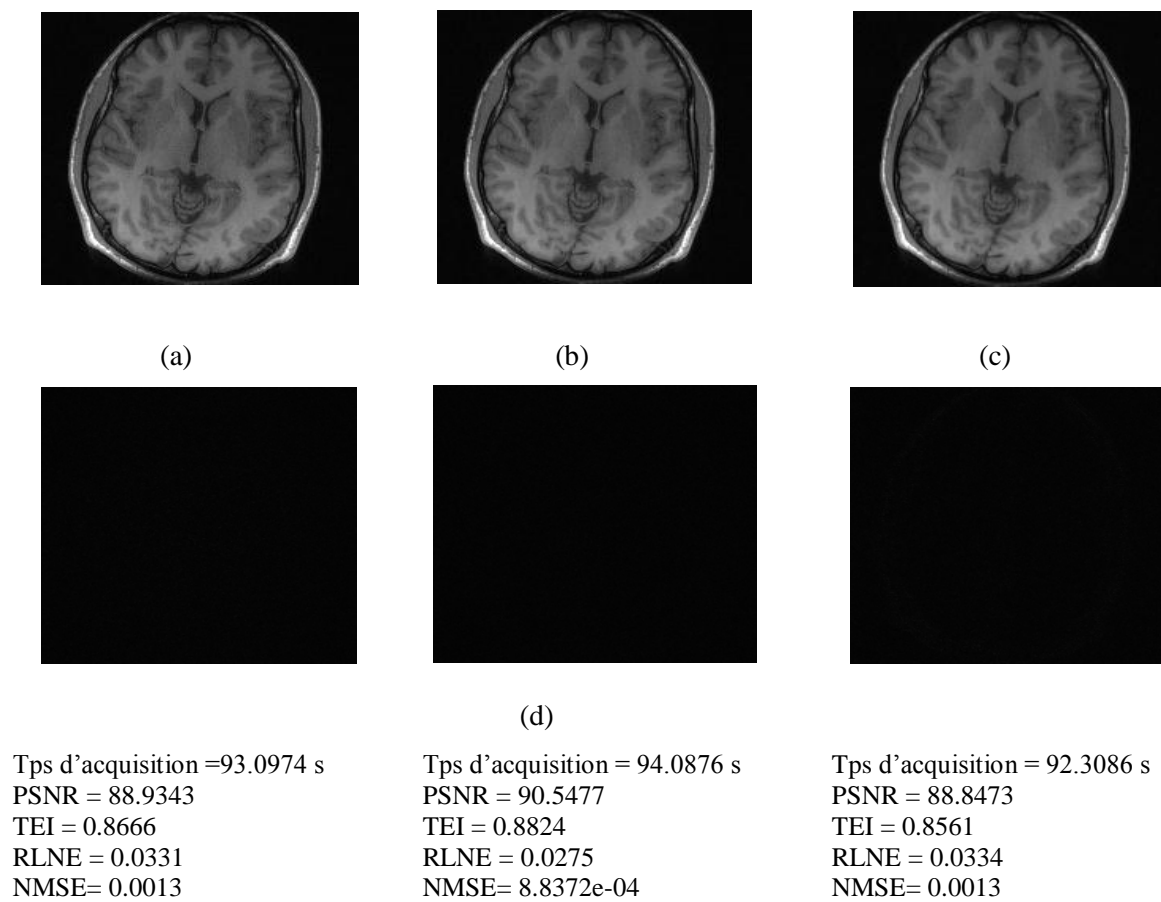 (a)
(b)
(c)
(d)
Tps d'acquisition =93.0974 s
PSNR = 88.9343
TEI = 0.8666
RLNE = 0.0331
NMSE= 0.0013
Tps d'acquisition = 94.0876 s
PSNR = 90.5477
TEI = 0.8824
RLNE = 0.0275
NMSE= 8.8372e-04
Tps d'acquisition = 92.3086 s
PSNR = 88.8473
TEI = 0.8561
RLNE = 0.0334
NMSE= 0.0013